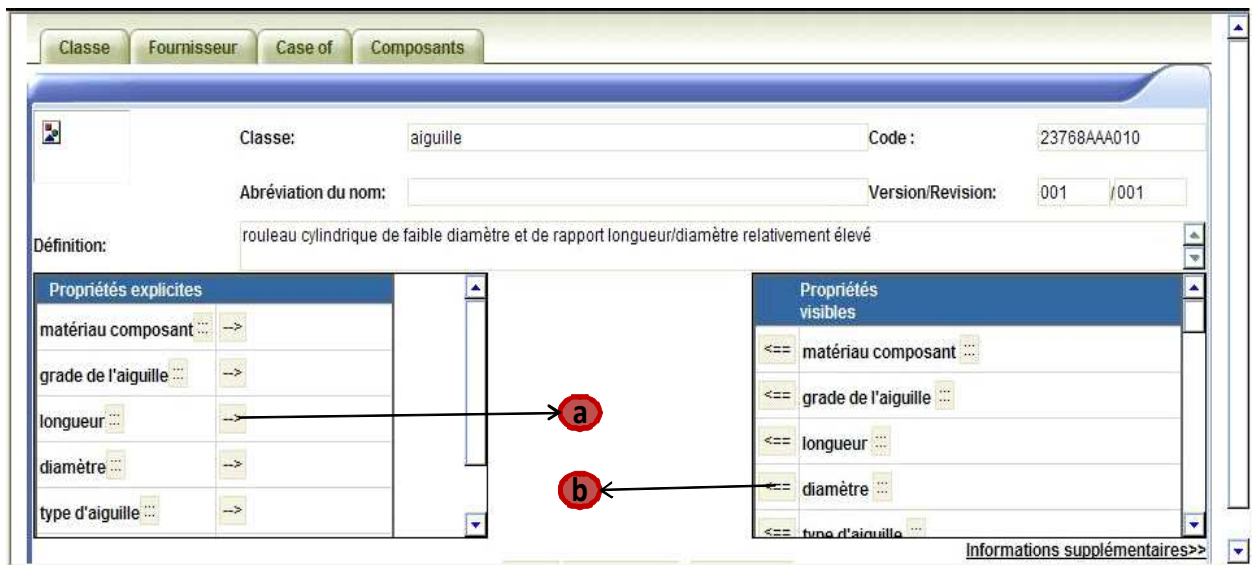 Classe Fournisseur Case of Composants
Classe: aiguille Code : 23768AAA010
Abréviation du nom: Version/Revision: 001 /001
Définition: rouleau cylindrique de faible diamètre et de rapport longueur/diamètre relativement élevé
Propriétés explicites
matériau composant ::: -->
grade de l'aiguille ::: -->
longueur ::: -->
diamètre ::: -->
type d'aiguille ::: -->
a
b
Propriétés
visibles
<== matériau composant :::
<== grade de l'aiguille :::
<== longueur :::
<== diamètre :::
<== type d'aiguille :::
Informations supplémentaires>>